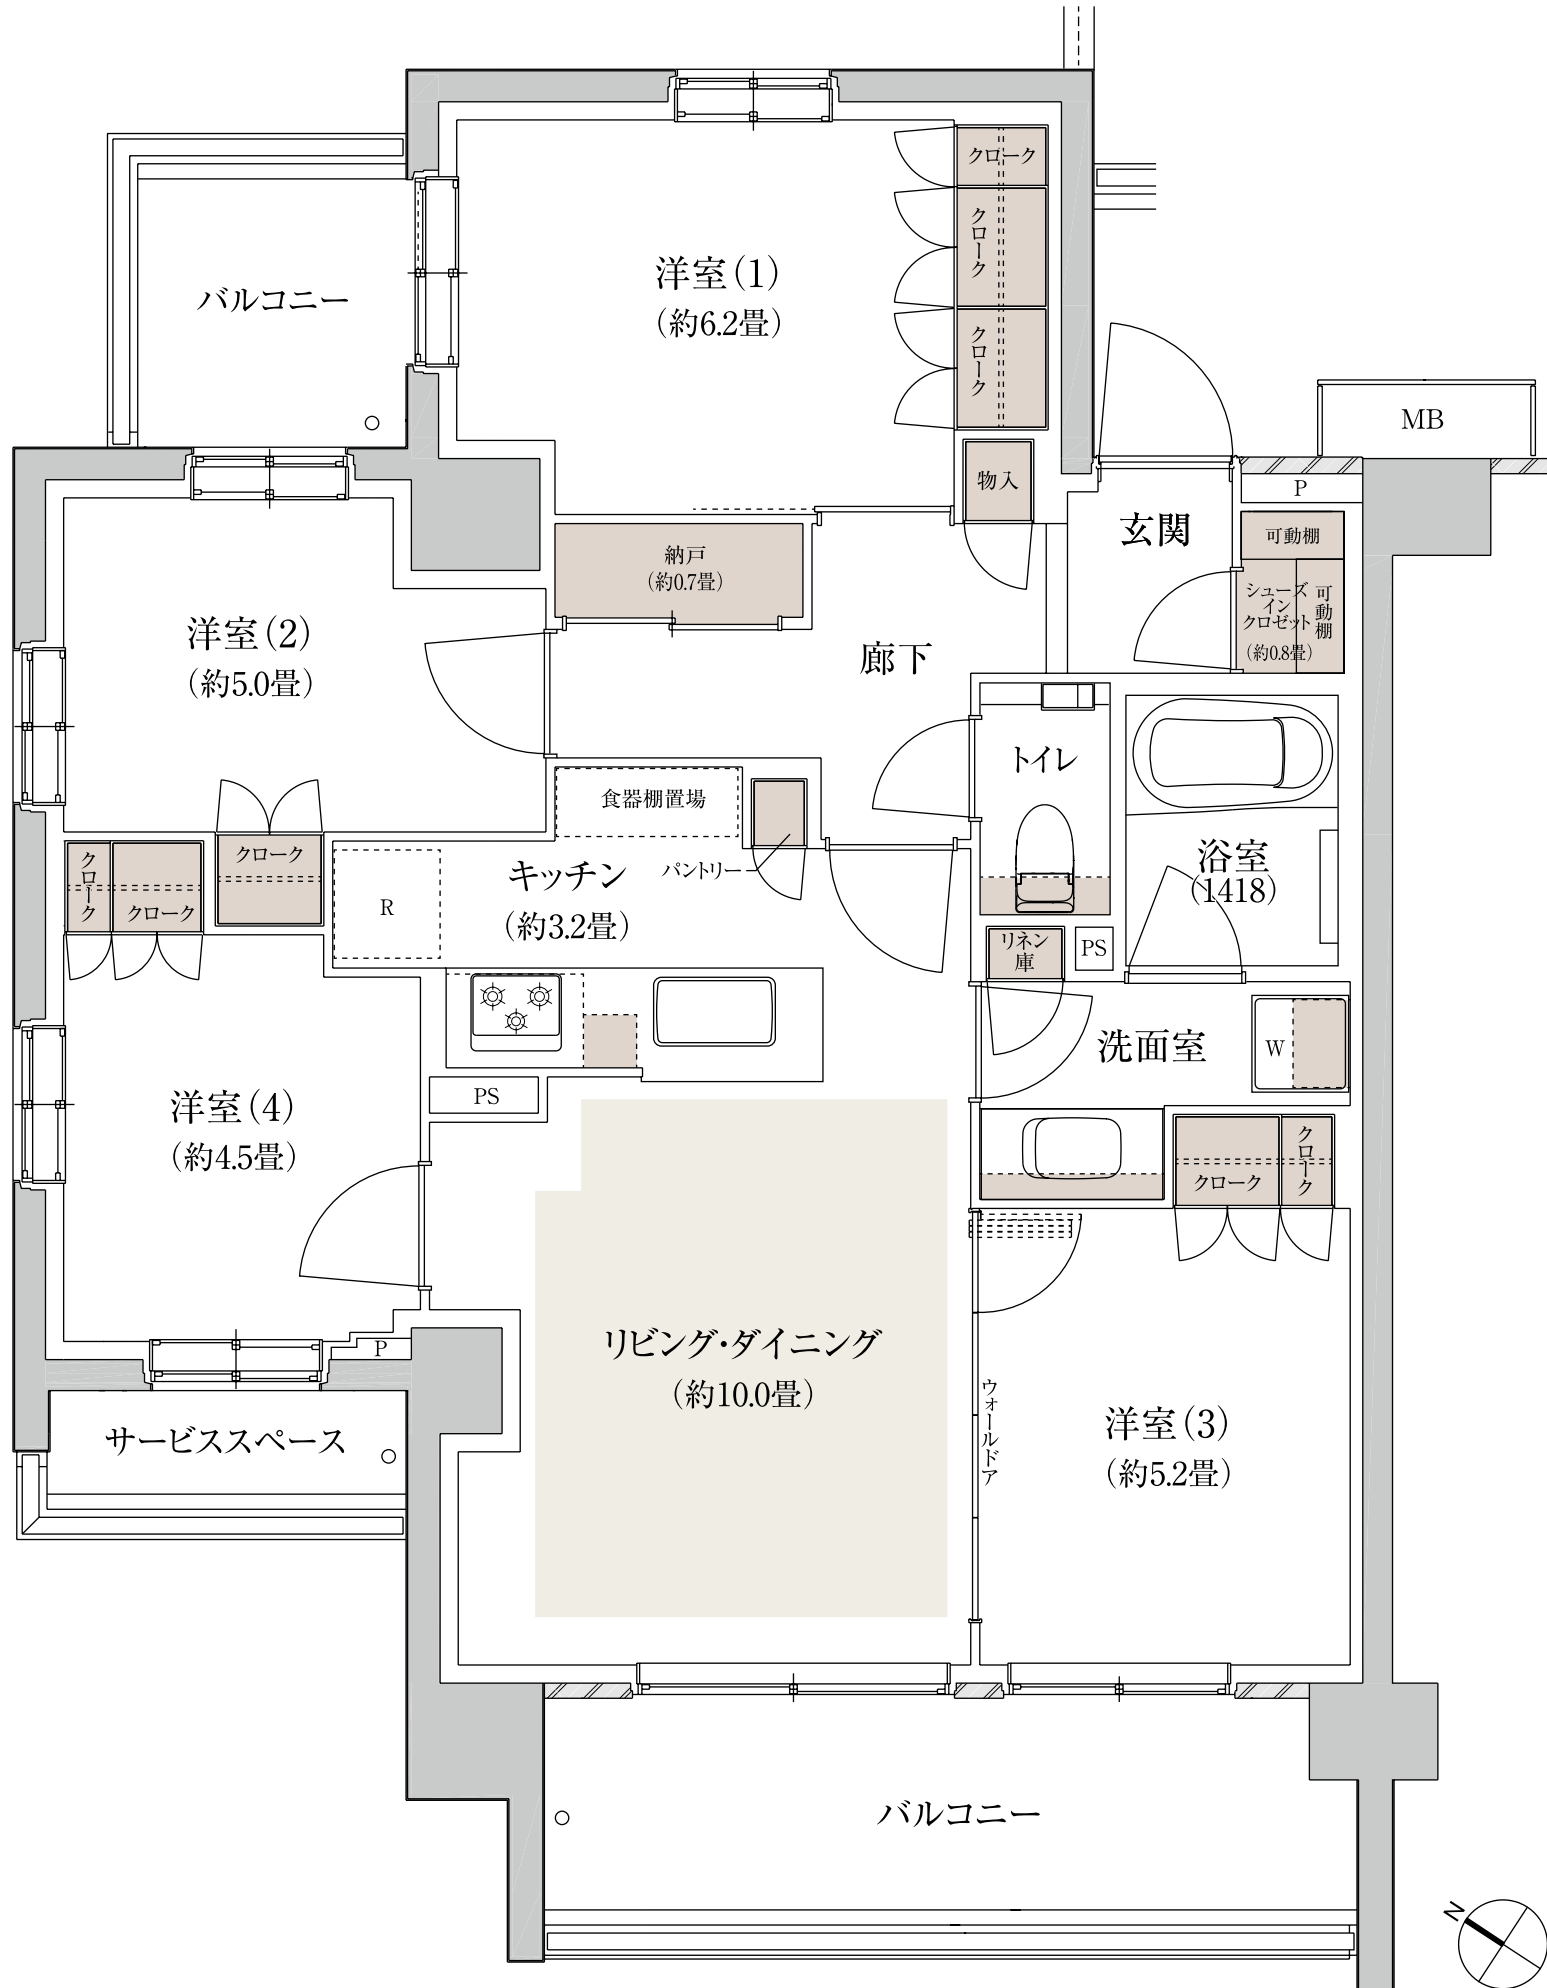 クローク
クローク
クローク
洋室(1)
(約6.2畳)
バルコニー
MB
物入
P
玄関
可動棚
納戸
(約0.7畳)
シューズ
イン
クロゼット
(約0.8畳)
可動棚
洋室(2)
(約5.0畳)
廊下
トイレ
食器棚置場
パントリー
クローク
クローク
クローク
キッチン
(約3.2畳)
R
浴室
(1418)
リネン
庫
PS
洗面室
W
PS
洋室(4)
(約4.5畳)
クローク
クローク
リビング・ダイニング
(約10.0畳)
P
ウォールドア
洋室(3)
(約5.2畳)
サービススペース
バルコニー
N